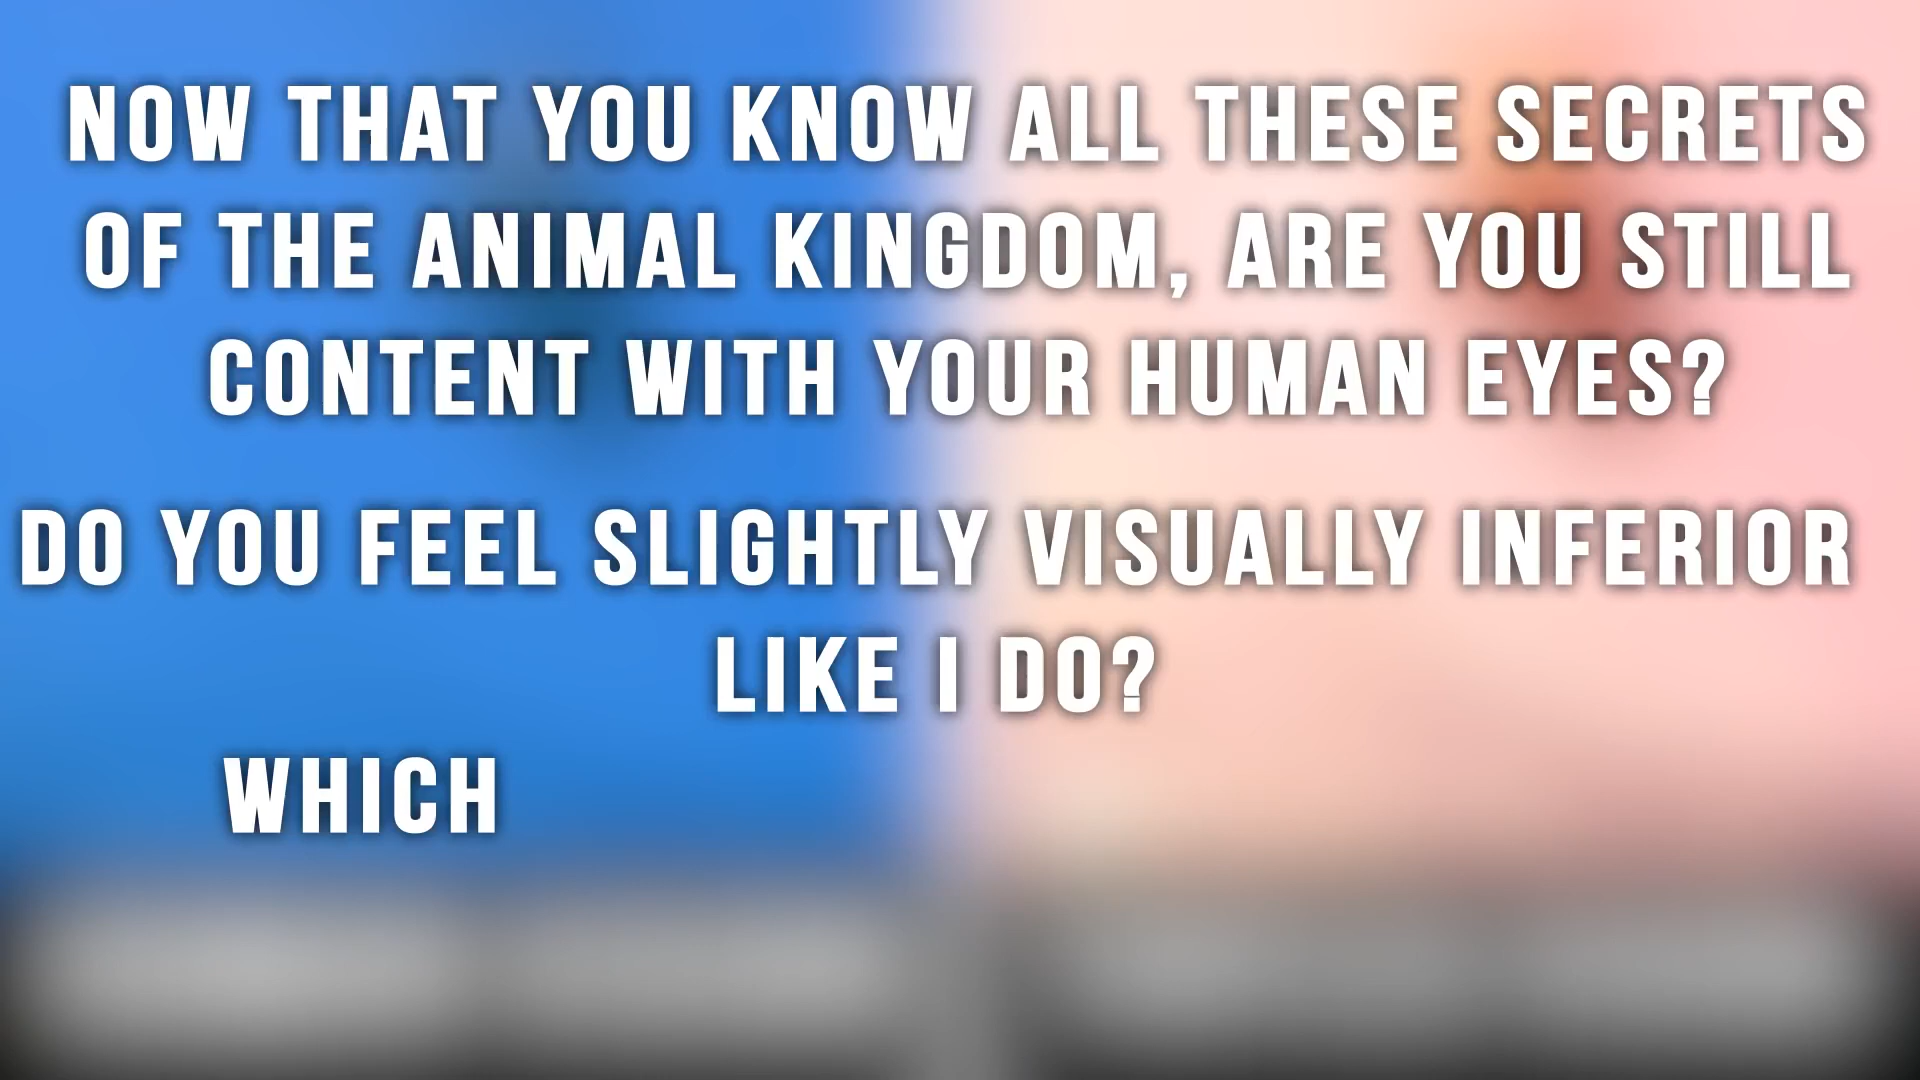 NOW THAT YOU KNOW ALL THESE SECRETS
OF THE ANIMAL KINGDOM, ARE YOU STILL
CONTENT WITH YOUR HUMAN EYES?
DO YOU FEEL SLIGHTLY VISUALLY INFERIOR
LIKE I DO?
WHICH